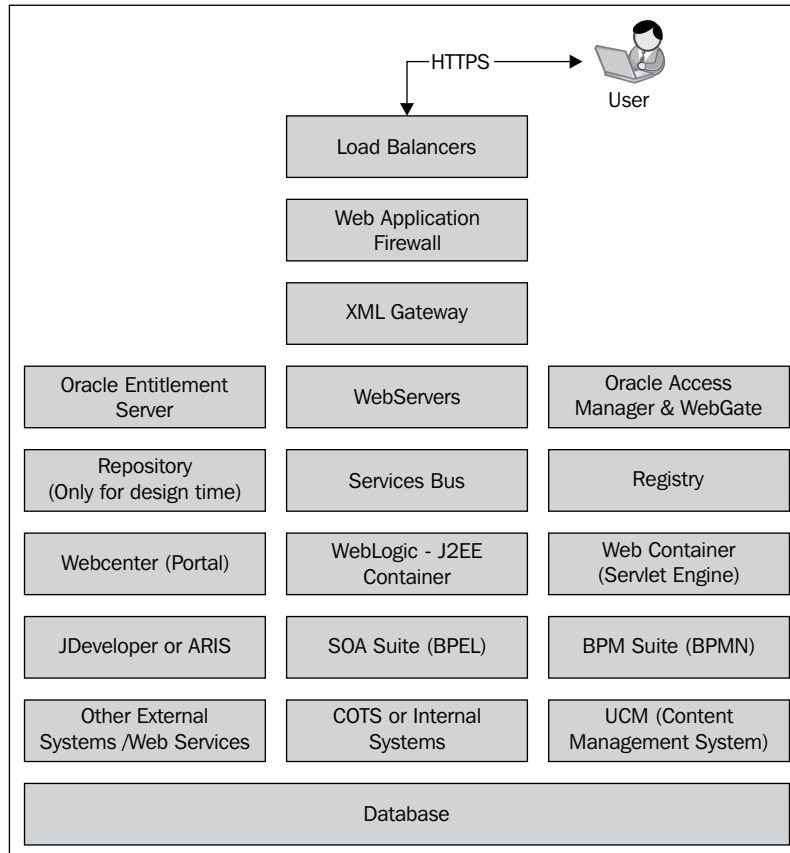 HTTPS
User
Load Balancers
Web Application
Firewall
XML Gateway
Oracle Entitlement
Server
WebServers
Oracle Access
Manager & WebGate
Repository
(Only for design time)
Services Bus
Registry
Webcenter (Portal)
WebLogic - J2EE
Container
Web Container
(Servlet Engine)
JDeveloper or ARIS
SOA Suite (BPEL)
BPM Suite (BPMN)
Other External
Systems /Web Services
COTS or Internal
Systems
UCM (Content
Management System)
Database